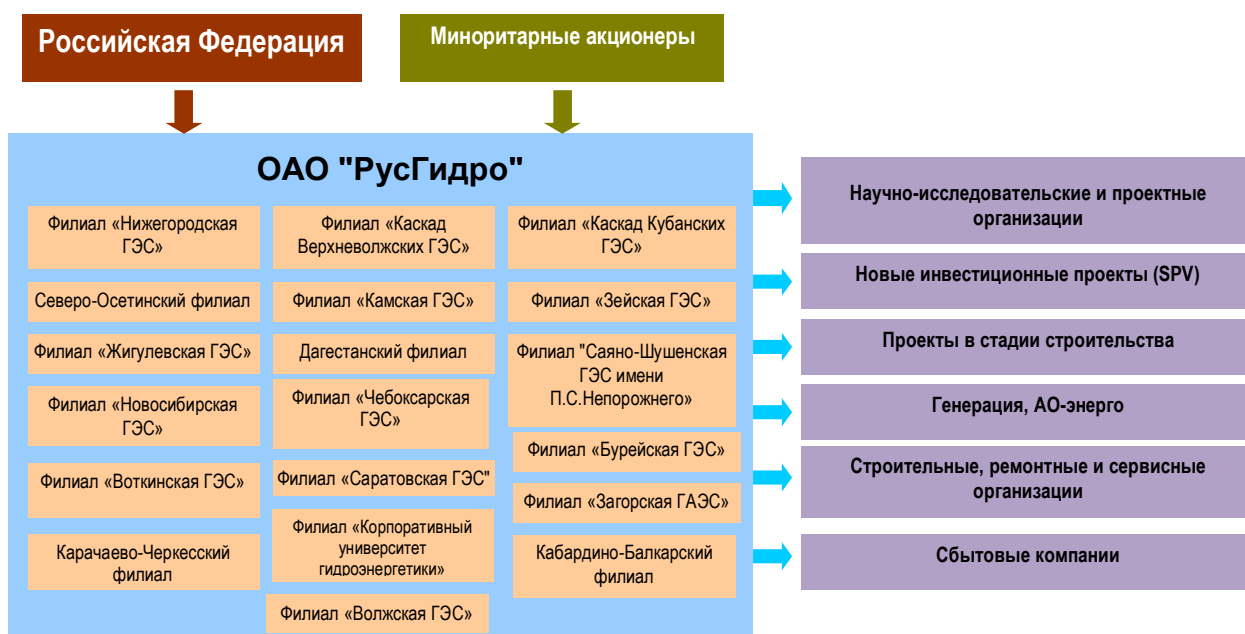 Российская Федерация
Миноритарные акционеры
ОАО "РусГидро"
Филиал «Нижегородская
ГЭС»
Филиал «Каскад
Верхневолжских ГЭС»
Филиал «Каскад Кубанских
ГЭС»
Северо-Осетинский филиал
Филиал «Камская ГЭС»
Филиал «Зейская ГЭС»
Филиал «Жигулевская ГЭС»
Дагестанский филиал
Филиал "Саяно-Шушенская
ГЭС имени
П.С.Непорожнего»
Филиал «Новосибирская
ГЭС»
Филиал «Чебоксарская
ГЭС»
Филиал «Бурейская ГЭС»
Филиал «Воткинская ГЭС»
Филиал «Саратовская ГЭС"
Филиал «Загорская ГАЭС»
Карачаево-Черкесский
филиал
Филиал «Корпоративный
университет
гидроэнергетики»
Кабардино-Балкарский
филиал
Филиал «Волжская ГЭС»
Научно-исследовательские и проектные
организации
Новые инвестиционные проекты (SPV)
Проекты в стадии строительства
Генерация, АО-энерго
Строительные, ремонтные и сервисные
организации
Сбытовые компании